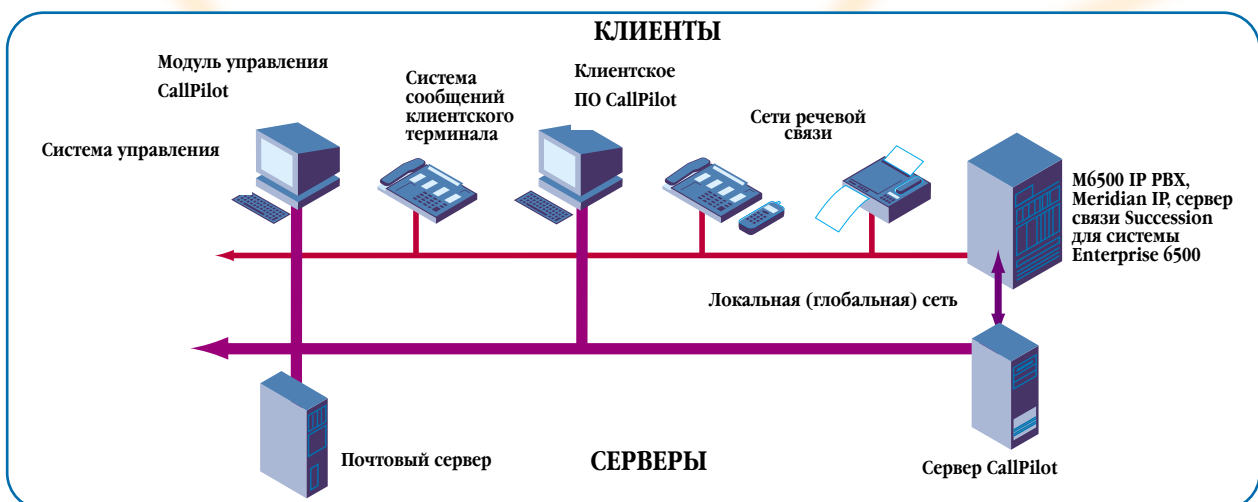 КЛИЕНТЫ
Модуль управления
CallPilot
Система управления
Система
сообщений
клиентского
терминала
Клиентское
ПО CallPilot
Сети речевой
связи
M6500 IP PBX,
Meridian IP, сервер
связи Succession
для системы
Enterprise 6500
Локальная (глобальная) сеть
Почтовый сервер
СЕРВЕРЫ
Сервер CallPilot